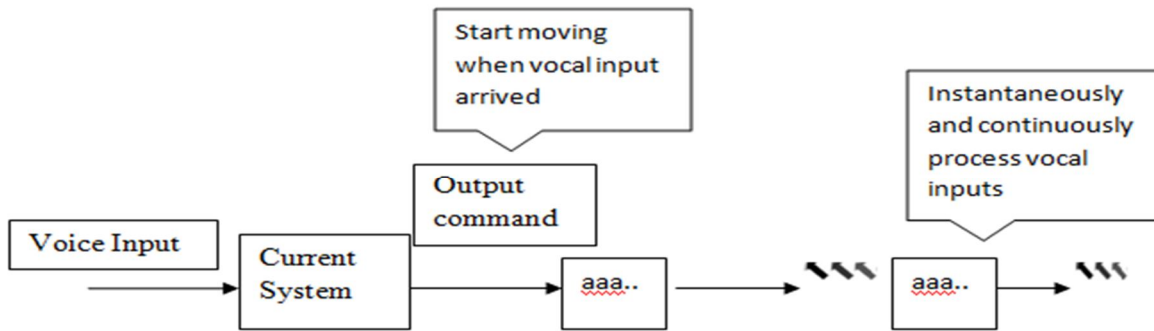 Start moving
when vocal input
arrived
Instantaneously
and continuously
process vocal
inputs
Output
command
Voice Input
Current
System
aaa..
aaa..